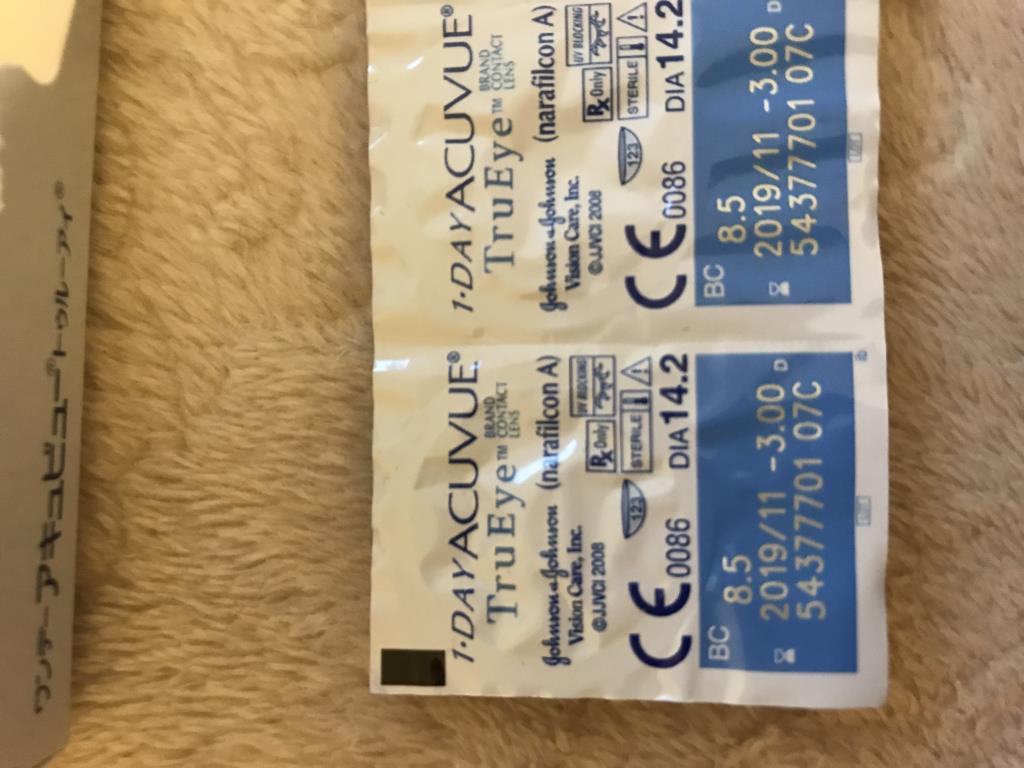 ワンデーアキュビュー®トゥルーアイ®
1·DAY ACUVUE®
TruEye™ BRAND CONTACT LENS
Johnson & Johnson (narafilcon A)
Vision Care, Inc.
©JJVCI 2008
Rx Only
UV BLOCKING
STERILE
123
CE 0086
DIA 14.2
BC 8.5
2019/11 -3.00 D
54377701 07C
1·DAY ACUVUE®
TruEye™ BRAND CONTACT LENS
Johnson & Johnson (narafilcon A)
Vision Care, Inc.
©JJVCI 2008
Rx Only
UV BLOCKING
STERILE
123
CE 0086
DIA 14.2
BC 8.5
2019/11 -3.00 D
54377701 07C